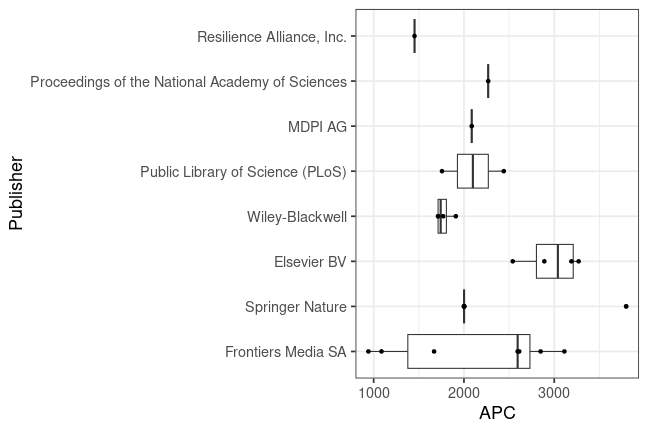 Resilience Alliance, Inc.
Proceedings of the National Academy of Sciences
MDPI AG
Public Library of Science (PLoS)
Wiley-Blackwell
Elsevier BV
Springer Nature
Frontiers Media SA
Publisher
1000 2000 3000
APC